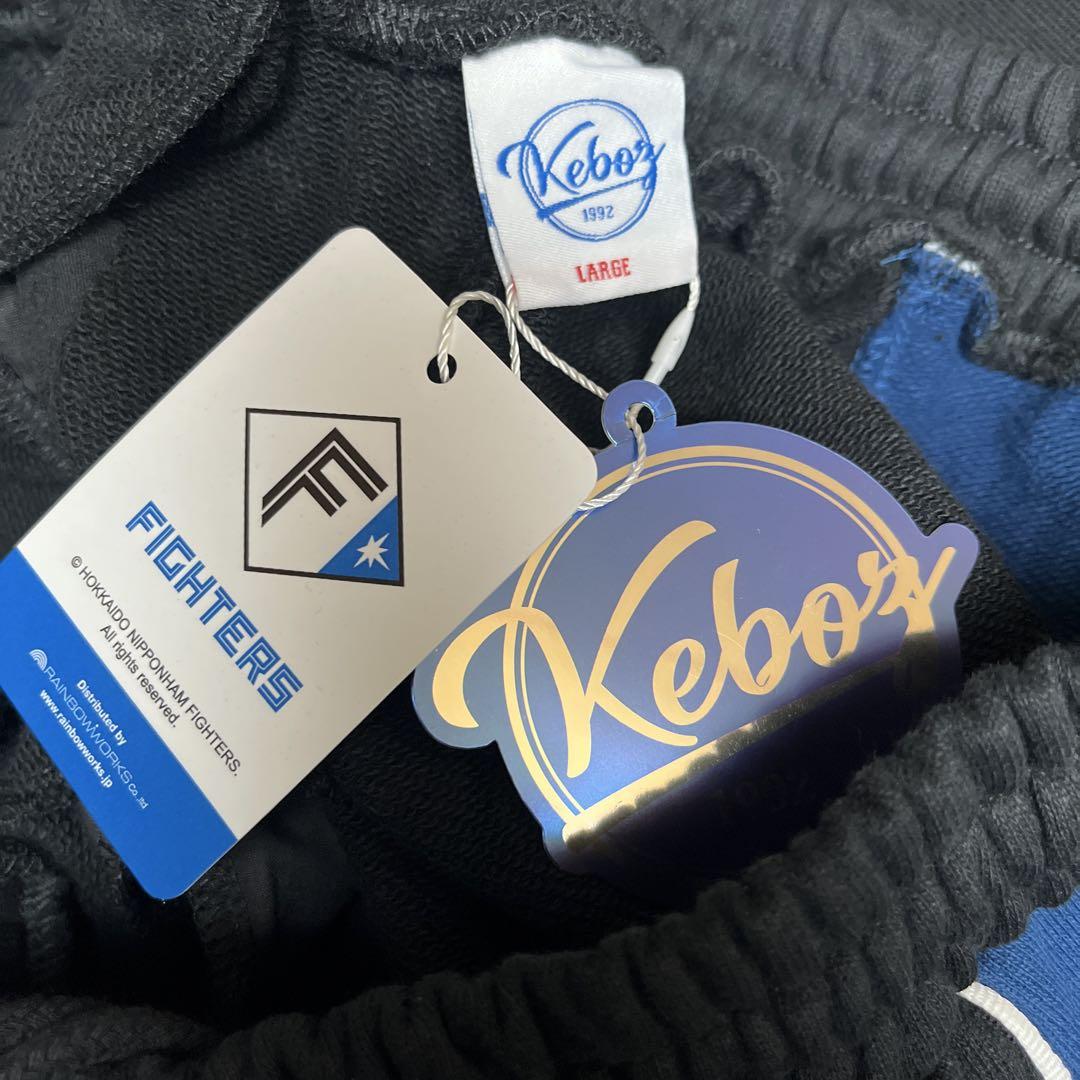 Keboz
1992
LARGE
FIGHTERS
© HOKKAIDO NIPPONHAM FIGHTERS.
All rights reserved.
Distributed by
RAINBOWWORKS Co.,ltd
www.rainbowworks.jp
Keboz
1992